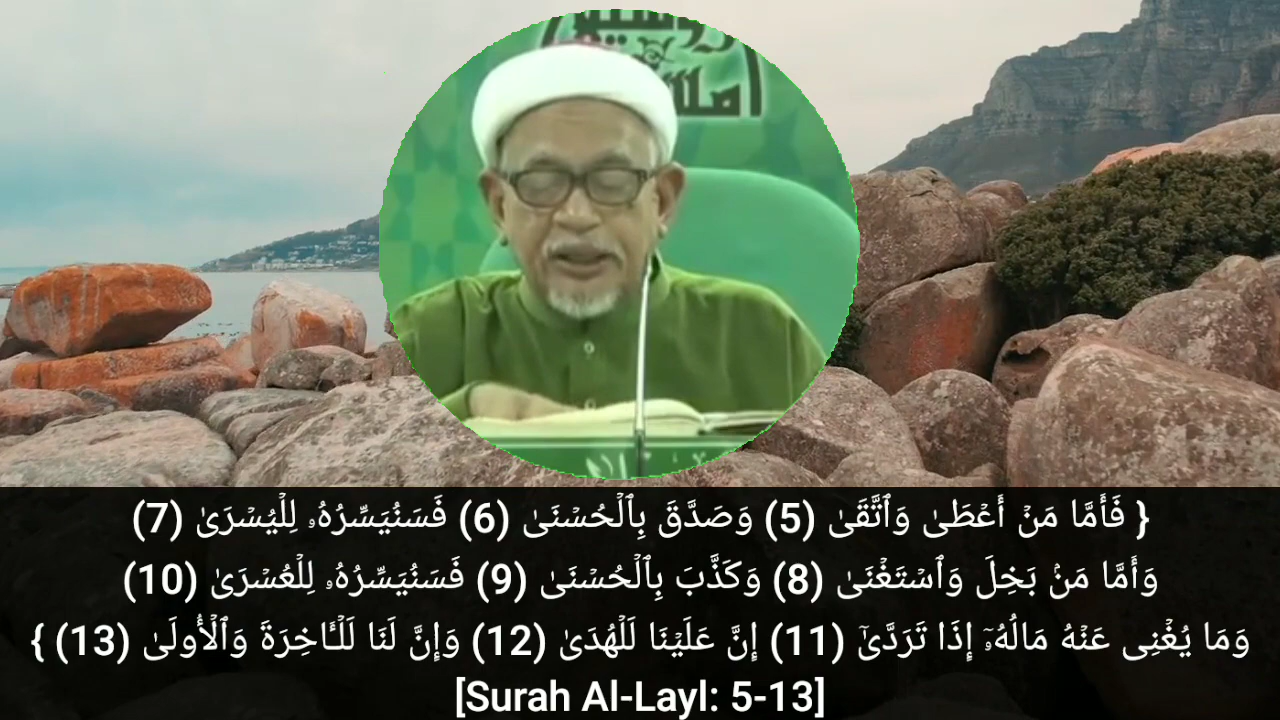 { فَأَمَّا مَنۡ أَعۡطَىٰ وَٱتَّقَىٰ (5) وَصَدَّقَ بِٱلۡحُسۡنَىٰ (6) فَسَنُيَسِّرُهُۥ لِلۡيُسۡرَىٰ (7)
وَأَمَّا مَنۢ بَخِلَ وَٱسۡتَغۡنَىٰ (8) وَكَذَّبَ بِٱلۡحُسۡنَىٰ (9) فَسَنُيَسِّرُهُۥ لِلۡعُسۡرَىٰ (10)
وَمَا يُغۡنِی عَنۡهُ مَالُهُۥۤ إِذَا تَرَدَّىٰۤ (11) إِنَّ عَلَيۡنَا لَلۡهُدَىٰ (12) وَإِنَّ لَنَا لَلۡـَٔاخِرَةَ وَٱلۡأُولَىٰ (13) }
[Surah Al-Layl: 5-13]